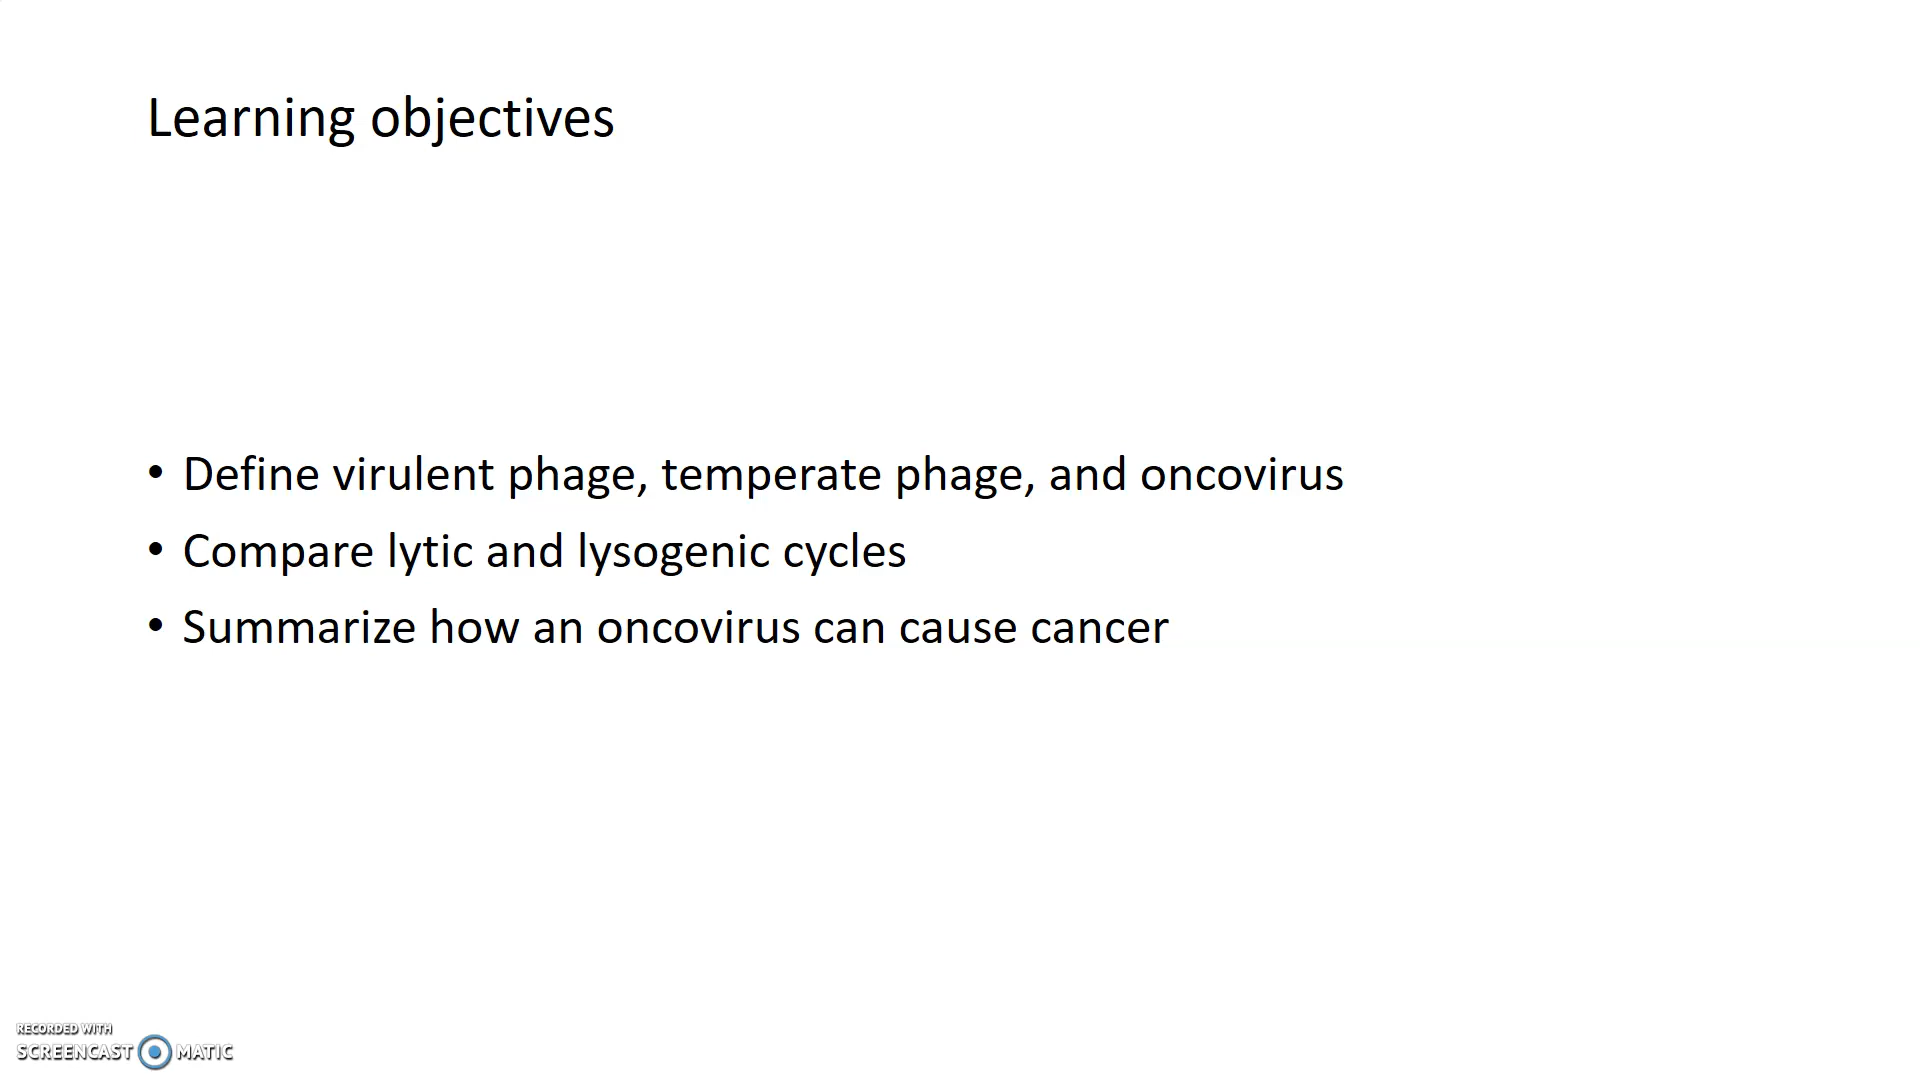 Learning objectives
• Define virulent phage, temperate phage, and oncovirus
• Compare lytic and lysogenic cycles
• Summarize how an oncovirus can cause cancer
RECORDED WITH
SCREENCAST MATIC